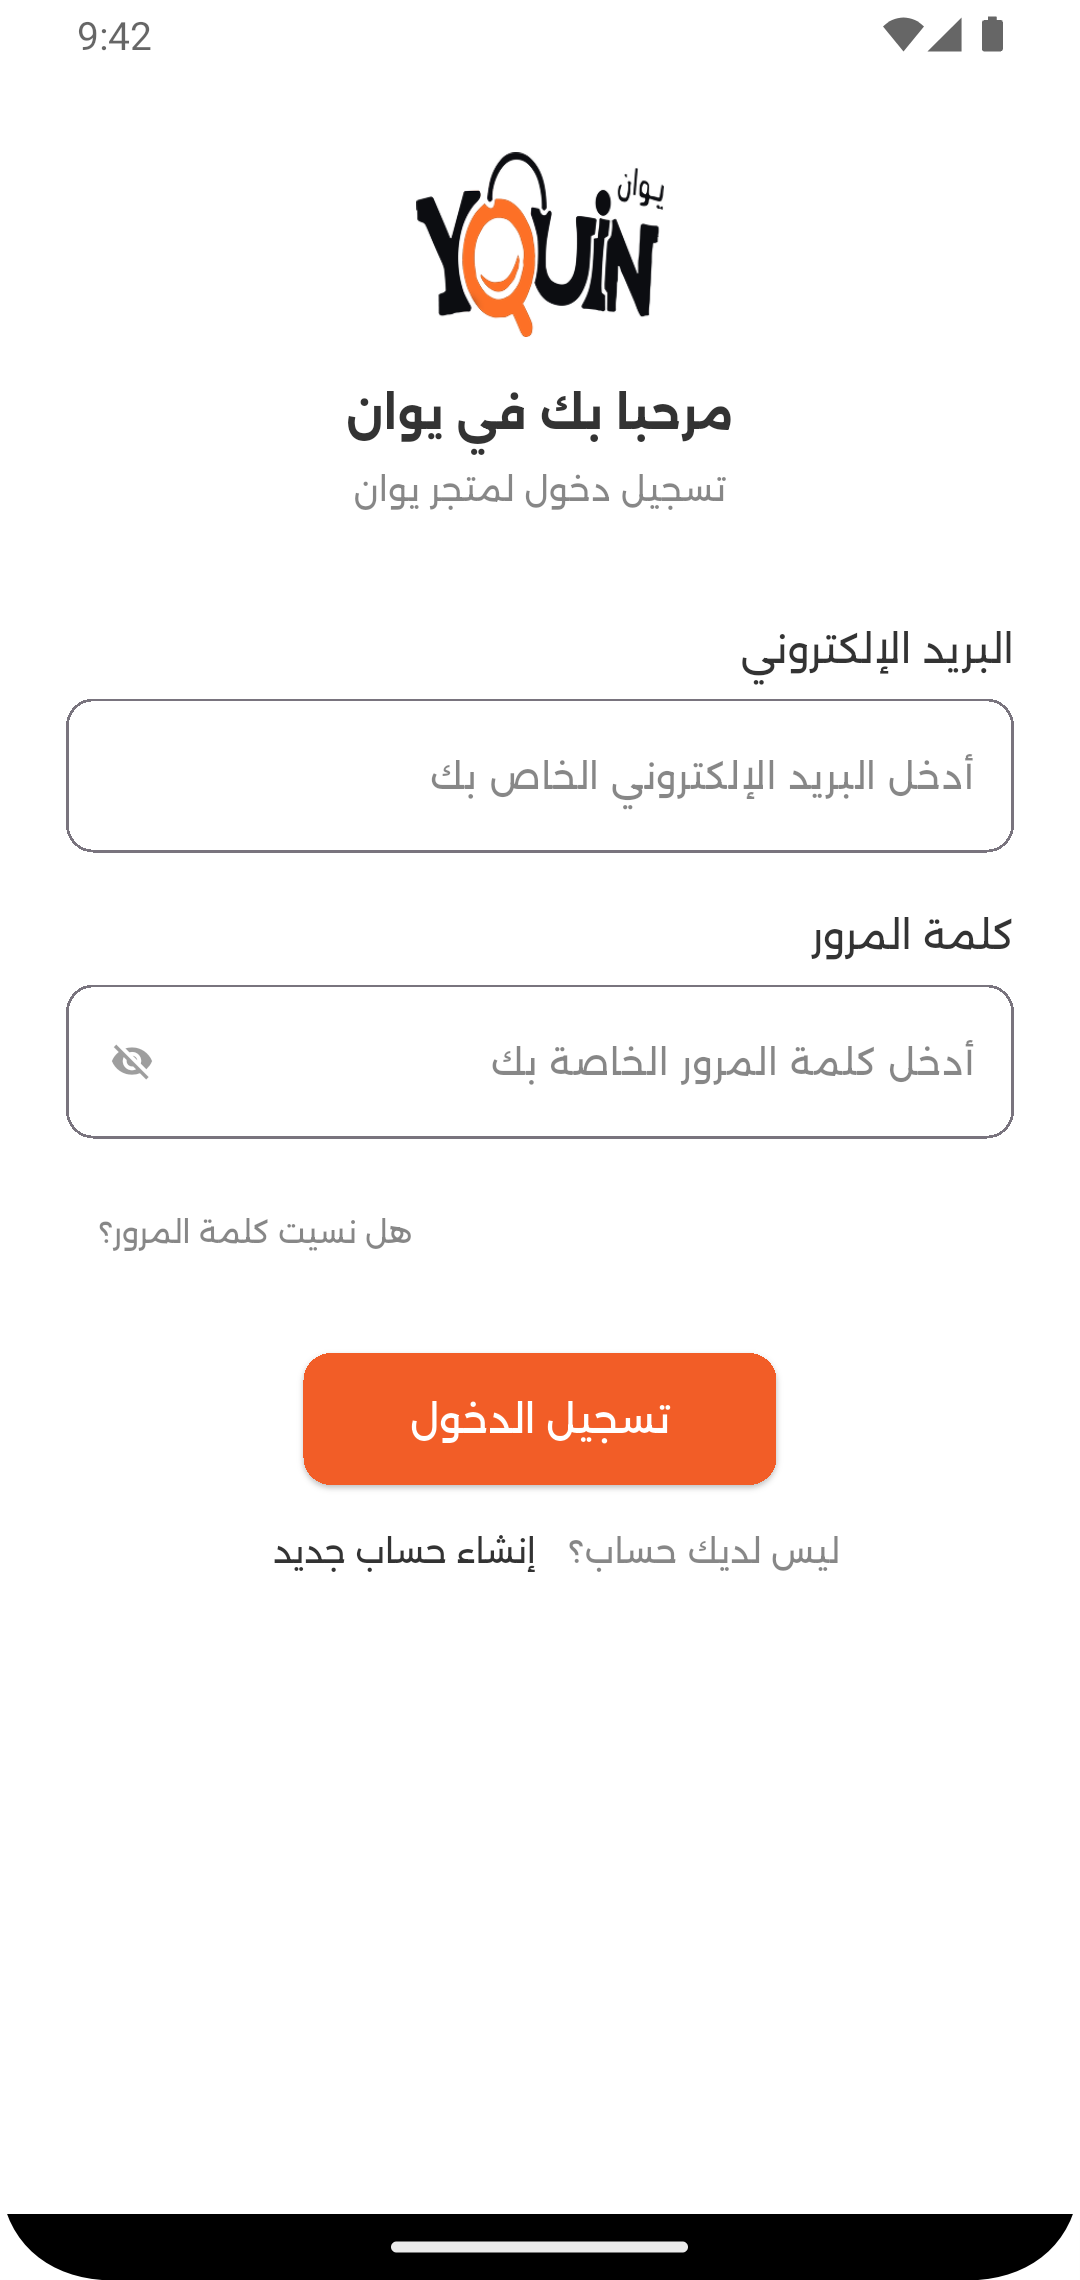 9:42
YQUIN يوان
مرحبا بك في يوان
تسجيل دخول لمتجر يوان
البريد الإلكتروني
أدخل البريد الإلكتروني الخاص بك
كلمة المرور
أدخل كلمة المرور الخاصة بك
هل نسيت كلمة المرور؟
تسجيل الدخول
ليس لديك حساب؟ إنشاء حساب جديد